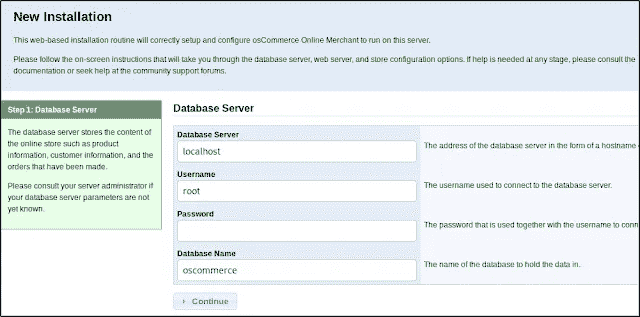 New Installation
This web-based installation routine will correctly setup and configure osCommerce Online Merchant to run on this server.
Please follow the on-screen instructions that will take you through the database server, web server, and store configuration options. If help is needed at any stage, please consult the
documentation or seek help at the community support forums.
Step 1: Database Server
The database server stores the content of
the online store such as product
information, customer information, and the
orders that have been made.
Please consult your server administrator if
your database server parameters are not
yet known.
Database Server
Database Server
localhost
The address of the database server in the form of a hostname
Username
root
The username used to connect to the database server.
Password
The password that is used together with the username to conn
Database Name
oscommerce
The name of the database to hold the data in.
Continue